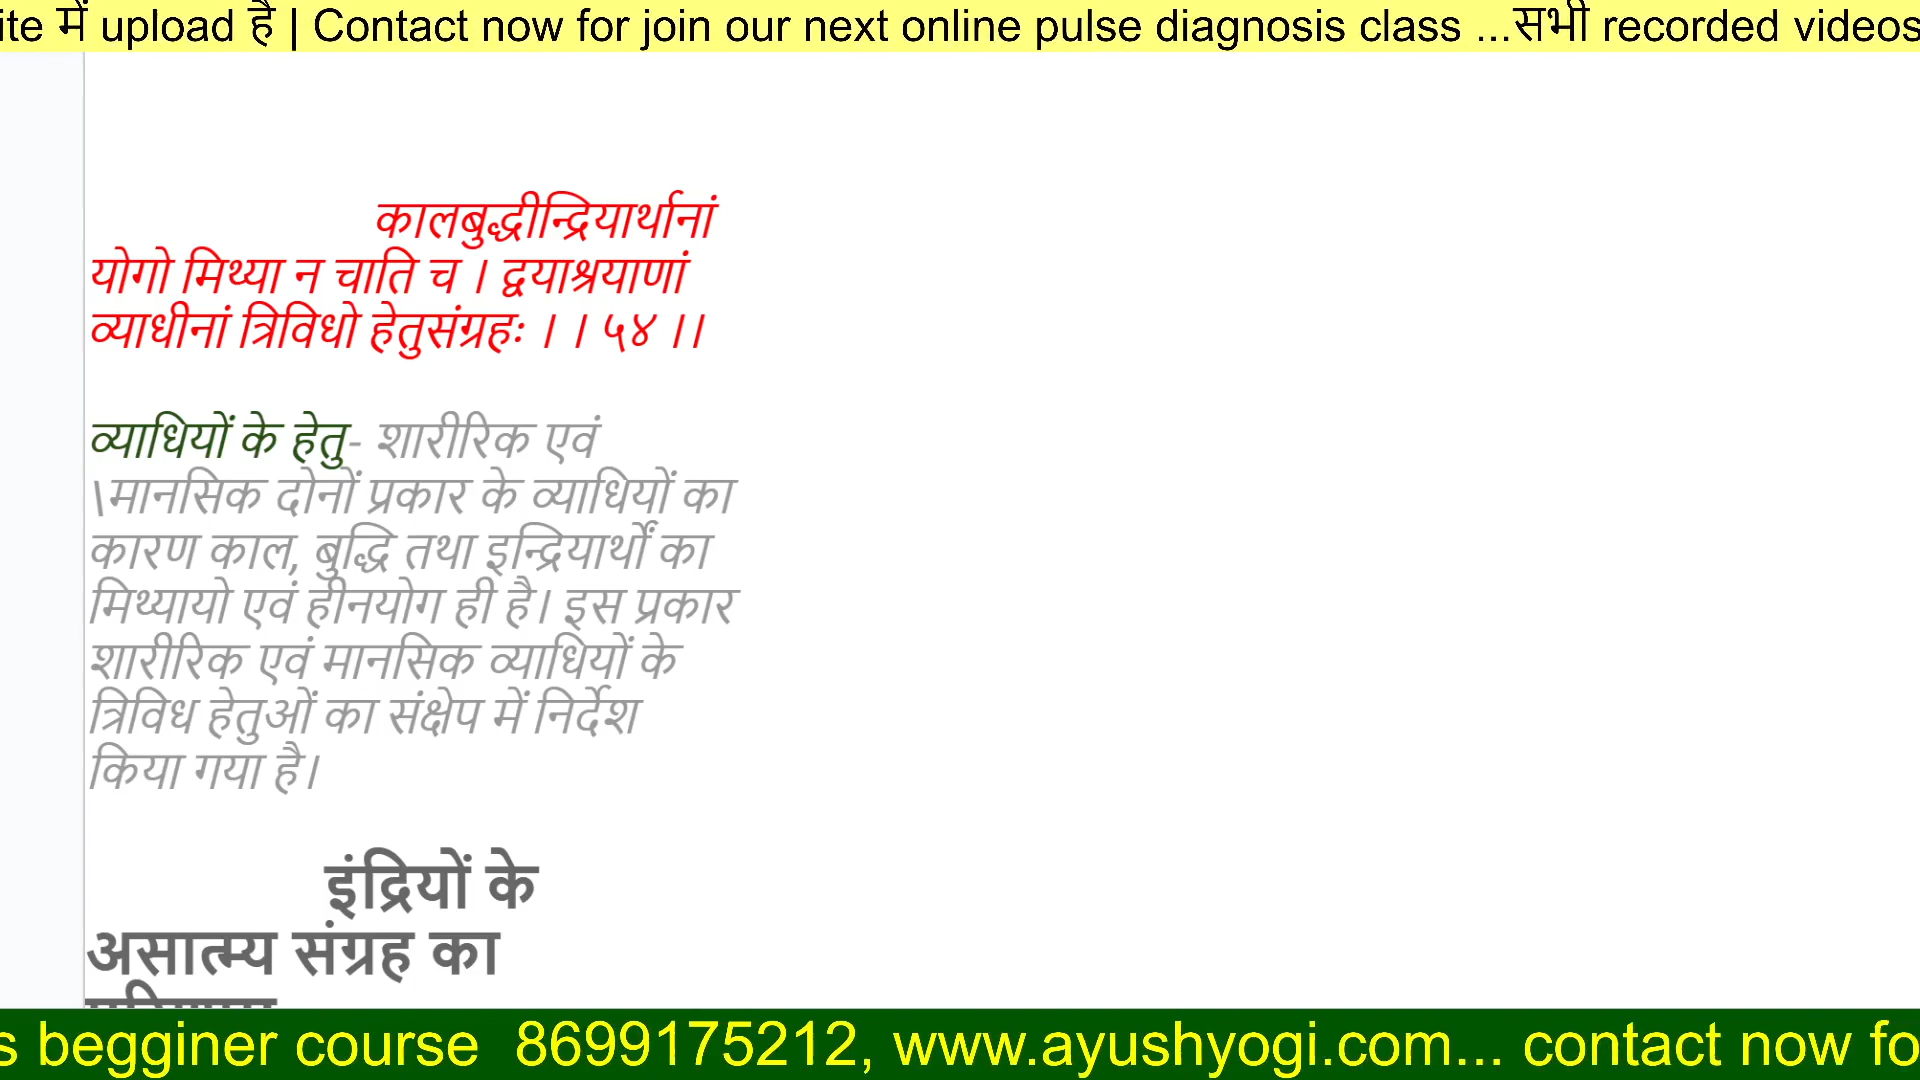 ite में upload है | Contact now for join our next online pulse diagnosis class ...सभी recorded videos
कालबुद्धीन्द्रियार्थानां
योगो मिथ्या न चाति च । द्वयाश्रयाणां
व्याधीनां त्रिविधो हेतुसंग्रहः । । ५४ ।।
व्याधियों के हेतु- शारीरिक एवं
\मानसिक दोनों प्रकार के व्याधियों का
कारण काल, बुद्धि तथा इन्द्रियार्थों का
मिथ्यायो एवं हीनयोग ही है। इस प्रकार
शारीरिक एवं मानसिक व्याधियों के
त्रिविध हेतुओं का संक्षेप में निर्देश
किया गया है।
इंद्रियों के
असात्म्य संग्रह का
s begginer course 8699175212, www.ayushyogi.com... contact now fo